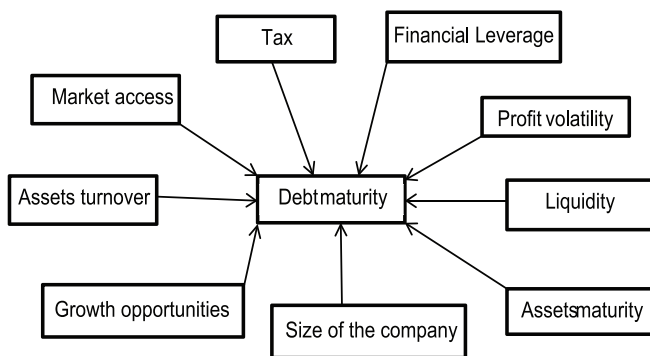 Tax
Financial Leverage
Market access
Profit volatility
Assets turnover
Debtmaturity
Liquidity
Growth opportunities
Size of the company
Assetsmaturity